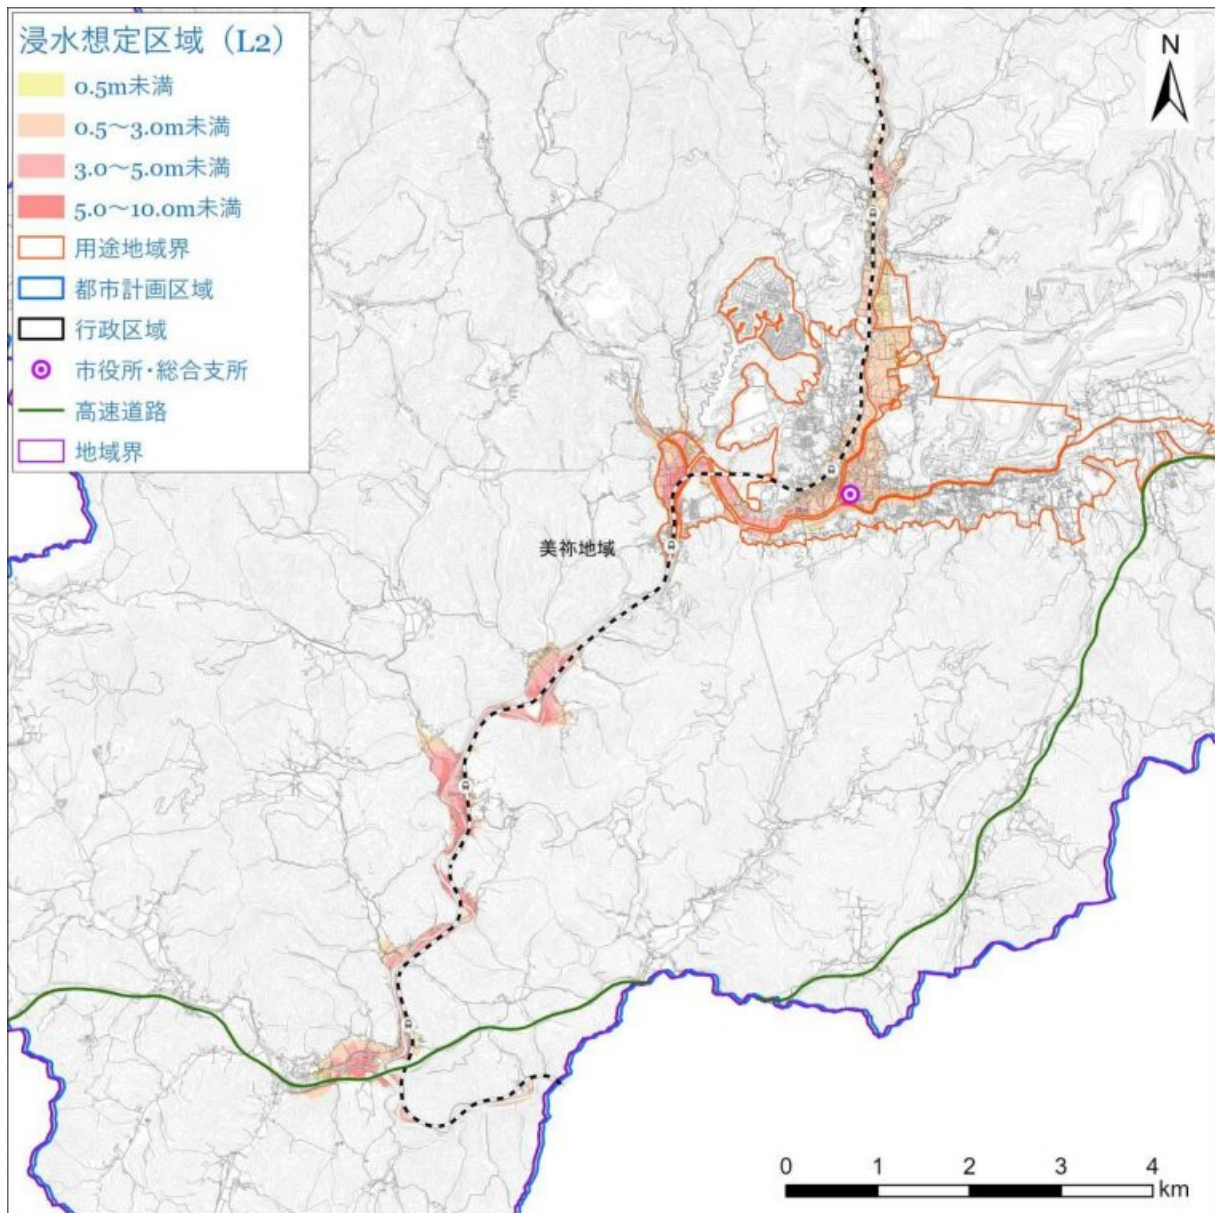 浸水想定区域（L2）
0.5m未満
0.5～3.0m未満
3.0～5.0m未満
5.0～10.0m未満
用途地域界
都市計画区域
行政区域
市役所・総合支所
高速道路
地域界
N
美祢地域
0 1 2 3 4
km